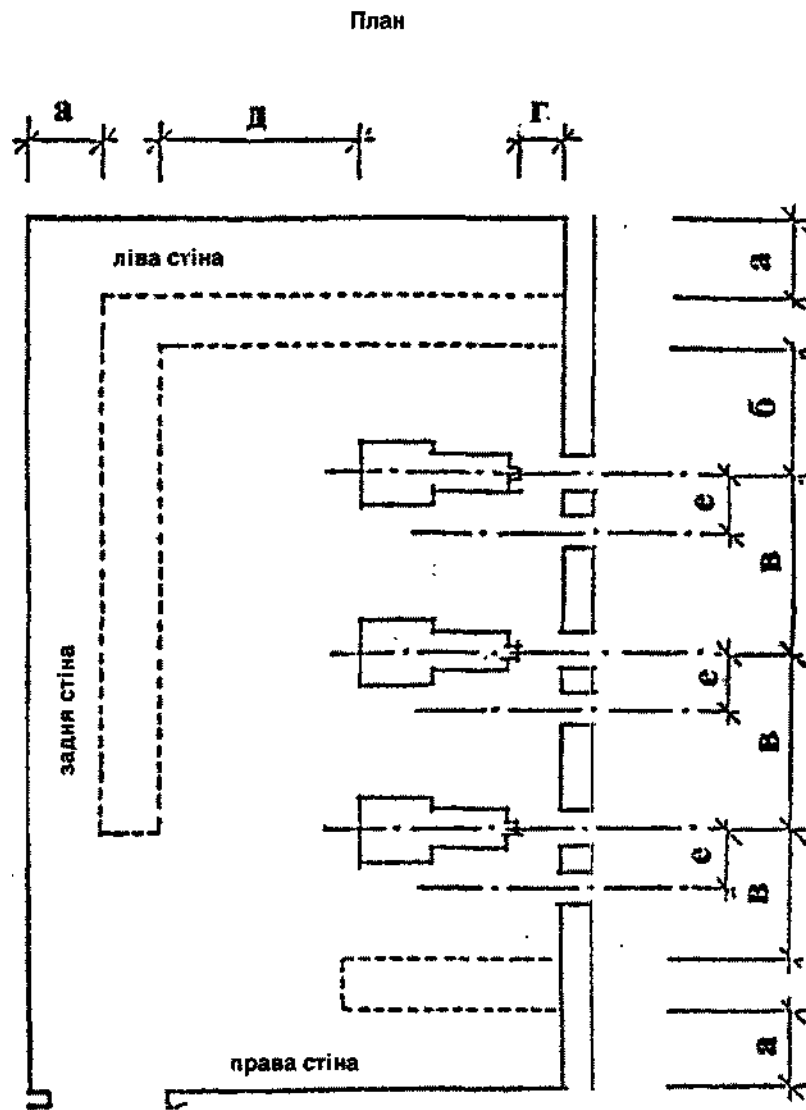 План
а д г
ліва стіна
а
б
е
в
задня стіна
е
в
е
в
права стіна
а